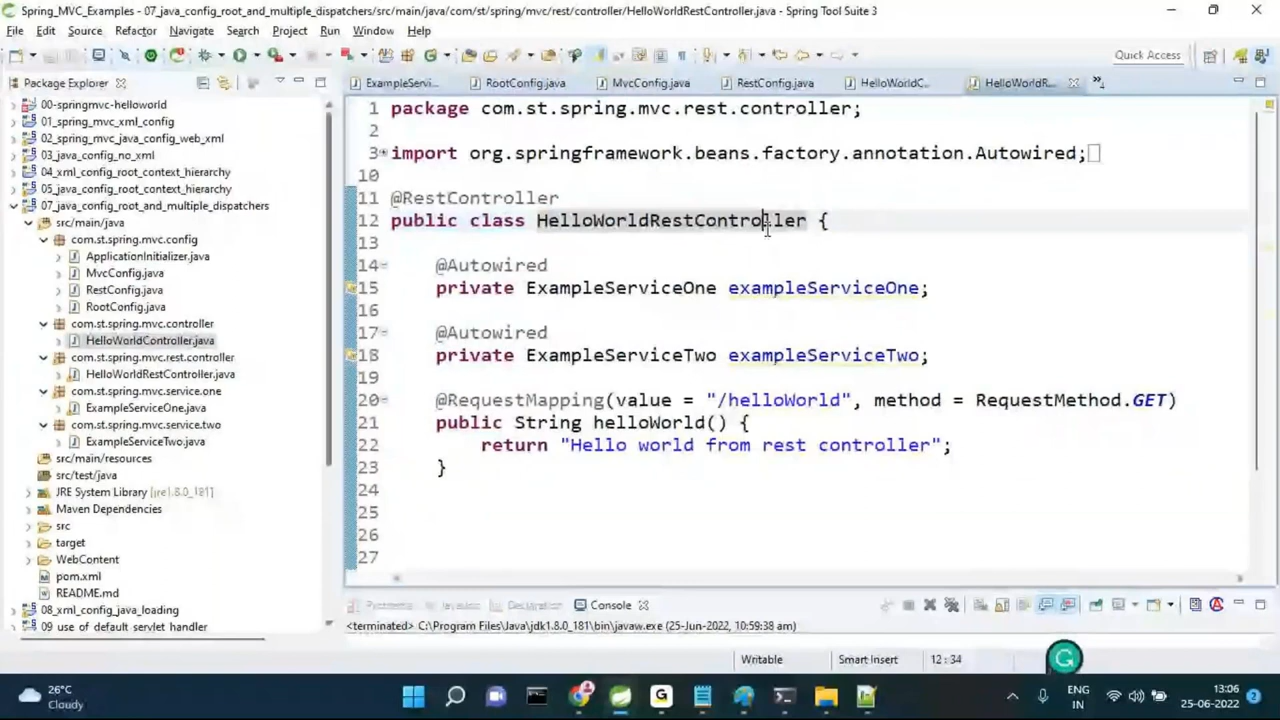 Spring_MVC_Examples - 07_java_config_root_and_multiple_dispatchers/src/main/java/com/st/spring/mvc/rest/controller/HelloWorldRestController.java - Spring Tool Suite 3
File Edit Source Refactor Navigate Search Project Run Window Help
Quick Access
Package Explorer
ExampleServi... RootConfig.java MvcConfig.java RestConfig.java HelloWorldC... HelloWorldR... 4
00-springmvc-helloworld
01_spring_mvc_xml_config
02_spring_mvc_java_config_web_xml
03_java_config_no_xml
04_xml_config_root_context_hierarchy
05_java_config_root_context_hierarchy
07_java_config_root_and_multiple_dispatchers
src/main/java
com.st.spring.mvc.config
ApplicationInitializer.java
MvcConfig.java
RestConfig.java
RootConfig.java
com.st.spring.mvc.controller
HelloWorldController.java
com.st.spring.mvc.rest.controller
HelloWorldRestController.java
com.st.spring.mvc.service.one
ExampleServiceOne.java
com.st.spring.mvc.service.two
ExampleServiceTwo.java
src/main/resources
src/test/java
JRE System Library [jre1.8.0_181]
Maven Dependencies
src
target
WebContent
pom.xml
README.md
08_xml_config_java_loading
09 use of default servlet handler
1 package com.st.spring.mvc.rest.controller;
2
3 import org.springframework.beans.factory.annotation.Autowired;
10
11 @RestController
12 public class HelloWorldRestController {
13
14 @Autowired
15 private ExampleServiceOne exampleServiceOne;
16
17 @Autowired
18 private ExampleServiceTwo exampleServiceTwo;
19
20 @RequestMapping(value = "/helloWorld", method = RequestMethod.GET)
21 public String helloWorld() {
22 return "Hello world from rest controller";
23 }
24
25
26
27
Problems Javadoc Declaration Console
<terminated> C:\Program Files\Java\jdk1.8.0_181\bin\javaw.exe (25-Jun-2022, 10:59:38 am)
Writable Smart Insert 12:34
26°C
Cloudy
ENG
IN
13:06
25-06-2022
2